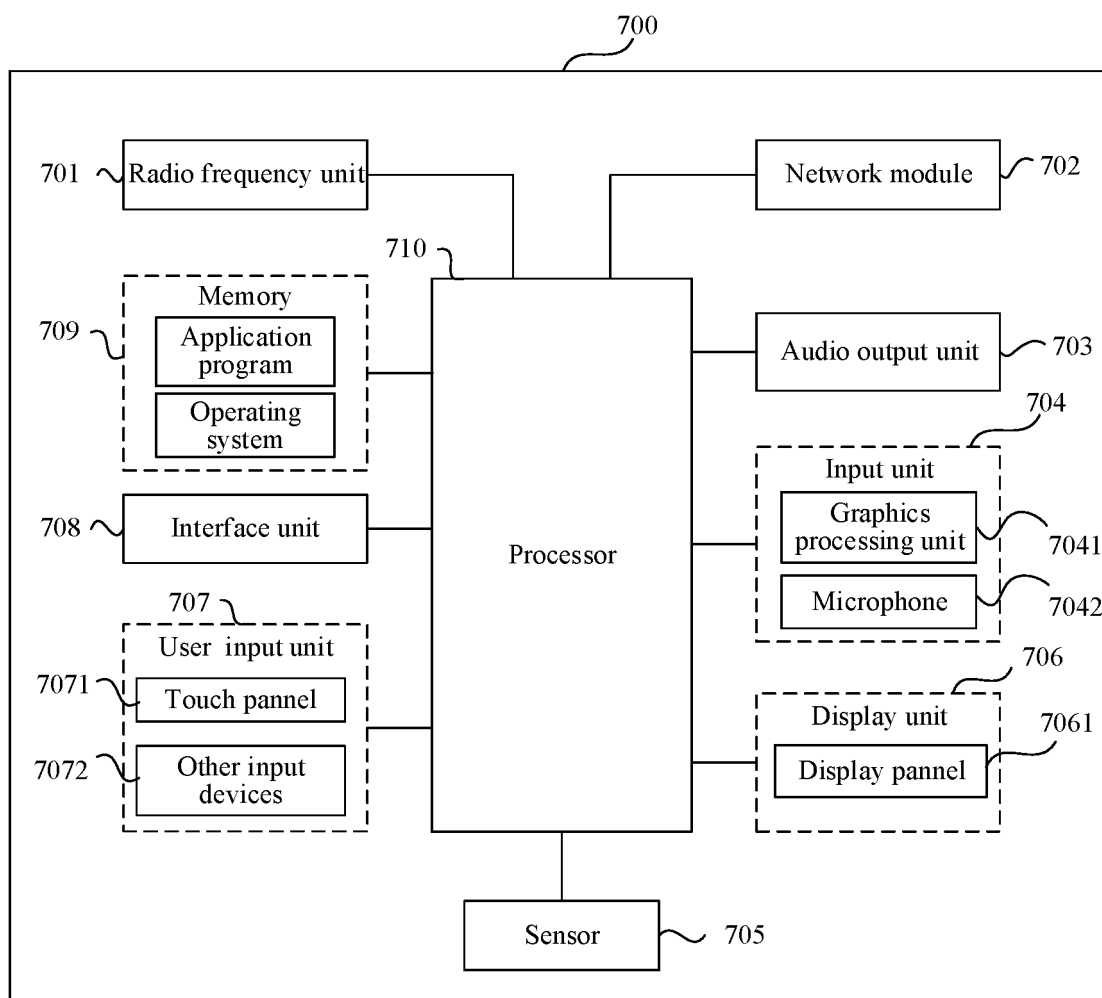 700
701
Radio frequency unit
Network module
702
710
709
Memory
Application
program
Operating
system
Audio output unit
703
704
Input unit
Graphics
processing unit
7041
Microphone
7042
708
Interface unit
Processor
707
User input unit
7071
Touch pannel
7072
Other input
devices
706
Display unit
7061
Display pannel
Sensor
705